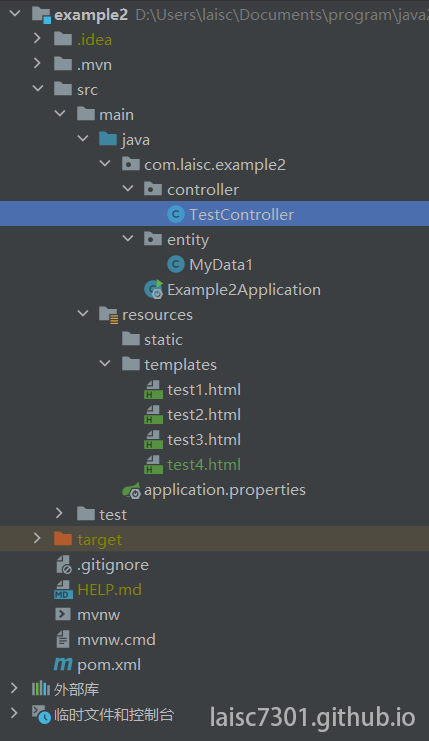 example2 D:\Users\laisc\Documents\program\java2
.idea
.mvn
src
main
java
com.laisc.example2
controller
TestController
entity
MyData1
Example2Application
resources
static
templates
test1.html
test2.html
test3.html
test4.html
application.properties
test
target
.gitignore
HELP.md
mvnw
mvnw.cmd
pom.xml
外部库
临时文件和控制台
laisc7301.github.io